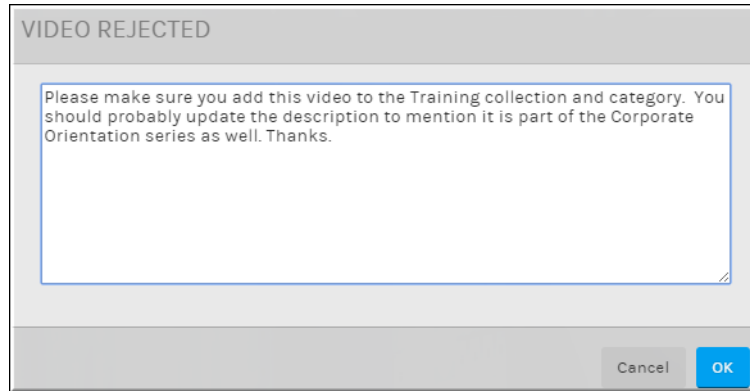 VIDEO REJECTED
Please make sure you add this video to the Training collection and category.  You
should probably update the description to mention it is part of the Corporate
Orientation series as well. Thanks.
Cancel
OK